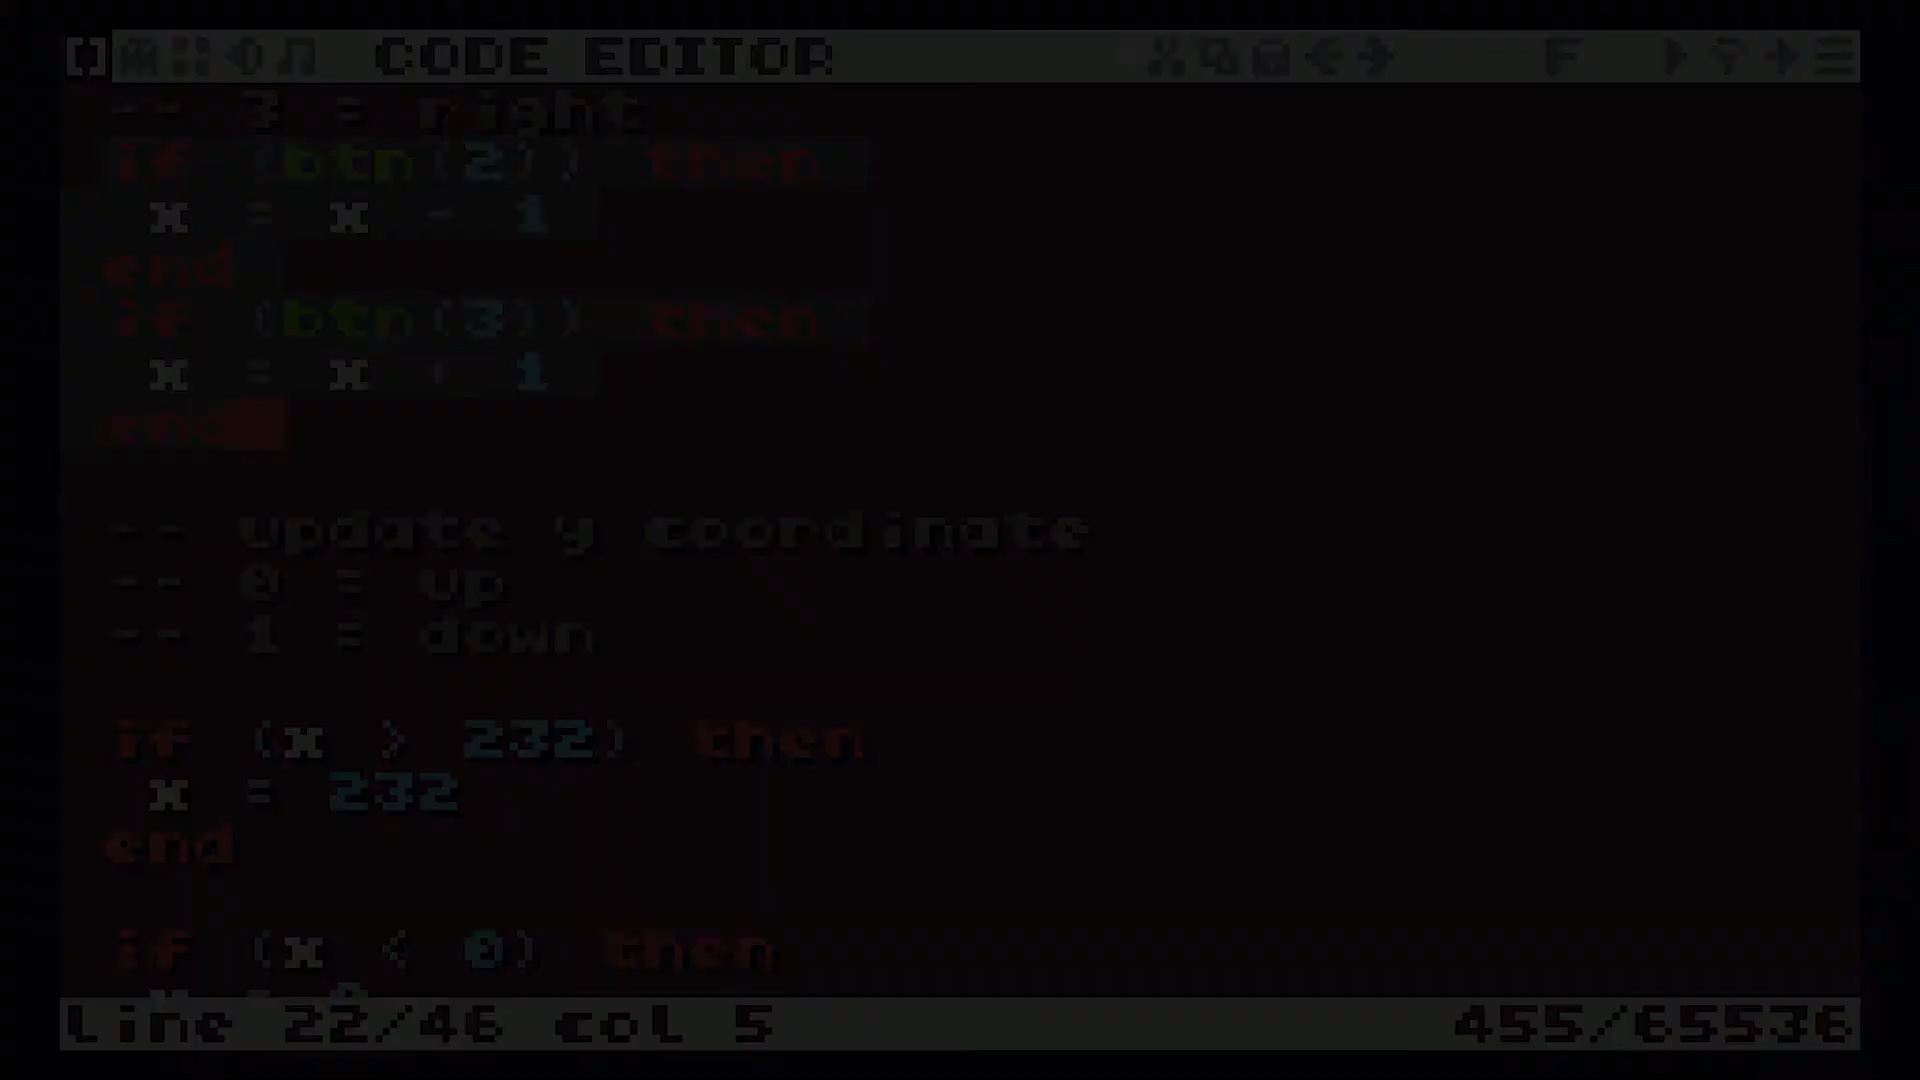 CODE EDITOR F
-- 3 = right
if (btn(2)) then
x = x - 1
end
if (btn(3)) then
x = x + 1
end
-- update y coordinate
-- 0 = up
-- 1 = down
if (x > 232) then
x = 232
end
if (x < 0) then
Line 22/46 col 5
455/65536